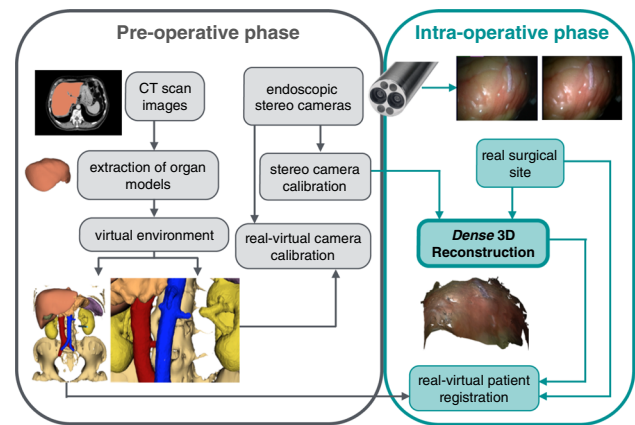 Pre-operative phase
CT scan
images
extraction of organ
models
virtual environment
endoscopic
stereo cameras
stereo camera
calibration
real-virtual camera
calibration
Intra-operative phase
real surgical
site
Dense 3D
Reconstruction
real-virtual patient
registration